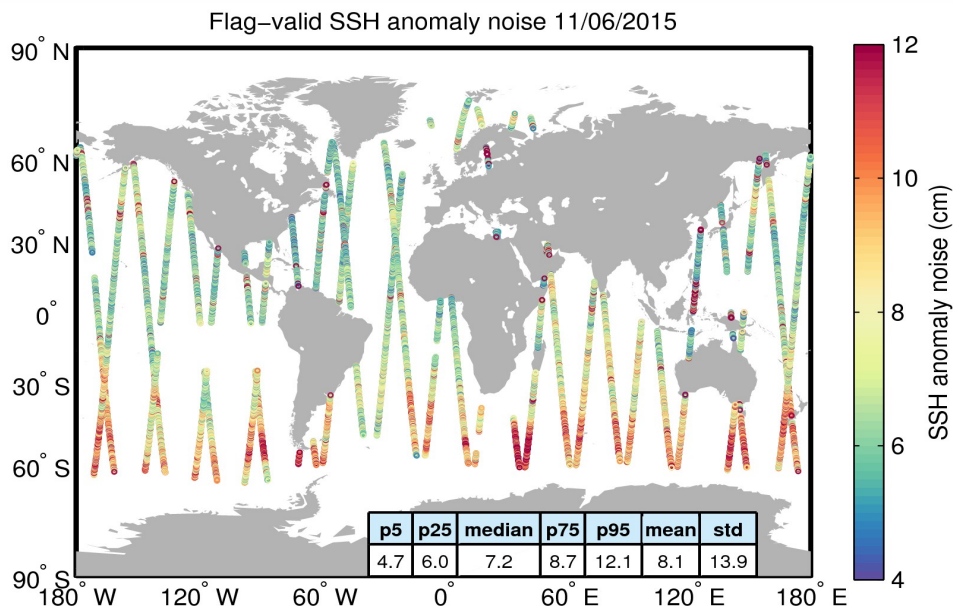 Flag−valid SSH anomaly noise 11/06/2015
90° N
60° N
30° N
0°
30° S
60° S
90° S
180° W 120° W 60° W 0° 60° E 120° E 180° E
p5 p25 median p75 p95 mean std
4.7 6.0 7.2 8.7 12.1 8.1 13.9
12
10
8
6
4
SSH anomaly noise (cm)